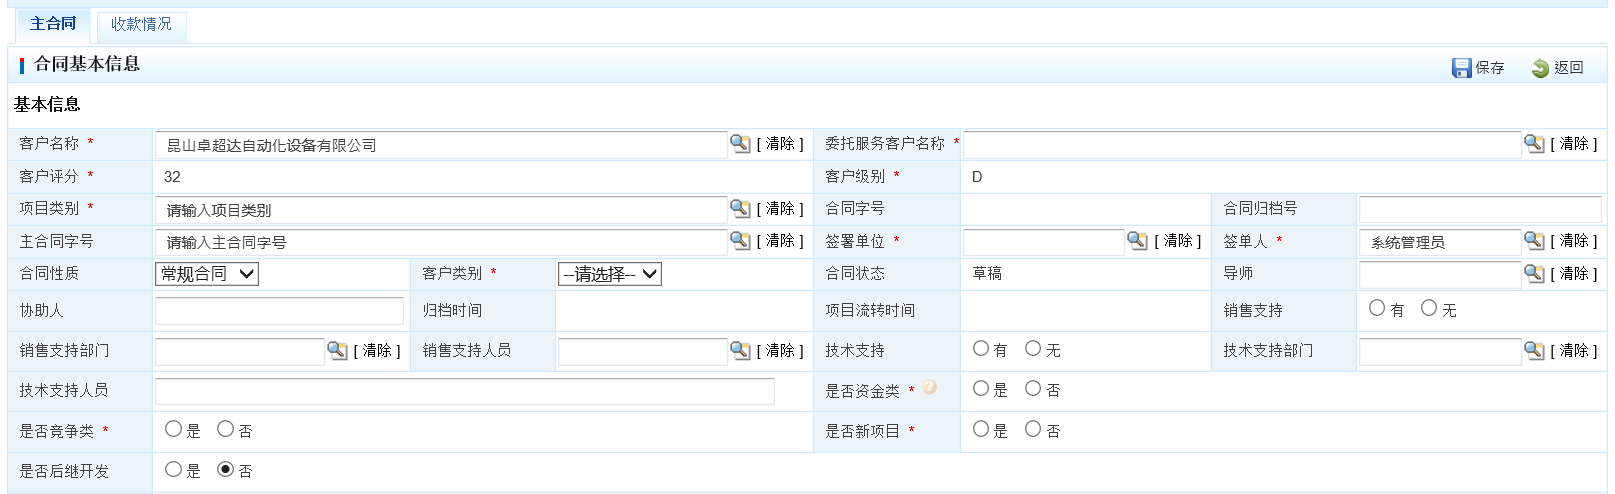 主合同 收款情况
合同基本信息 保存 返回
基本信息
客户名称 * 昆山卓超达自动化设备有限公司 [ 清除 ] 委托服务客户名称 * [ 清除 ]
客户评分 * 32 客户级别 * D
项目类别 * 请输入项目类别 [ 清除 ] 合同字号 合同归档号
主合同字号 请输入主合同字号 [ 清除 ] 签署单位 * [ 清除 ] 签单人 * 系统管理员 [ 清除 ]
合同性质 常规合同 客户类别 * --请选择-- 合同状态 草稿 导师 [ 清除 ]
协助人 归档时间 项目流转时间 销售支持 有 无
销售支持部门 [ 清除 ] 销售支持人员 [ 清除 ] 技术支持 有 无 技术支持部门 [ 清除 ]
技术支持人员 是否资金类 * ? 是 否
是否竞争类 * 是 否 是否新项目 * 是 否
是否后继开发 是 否